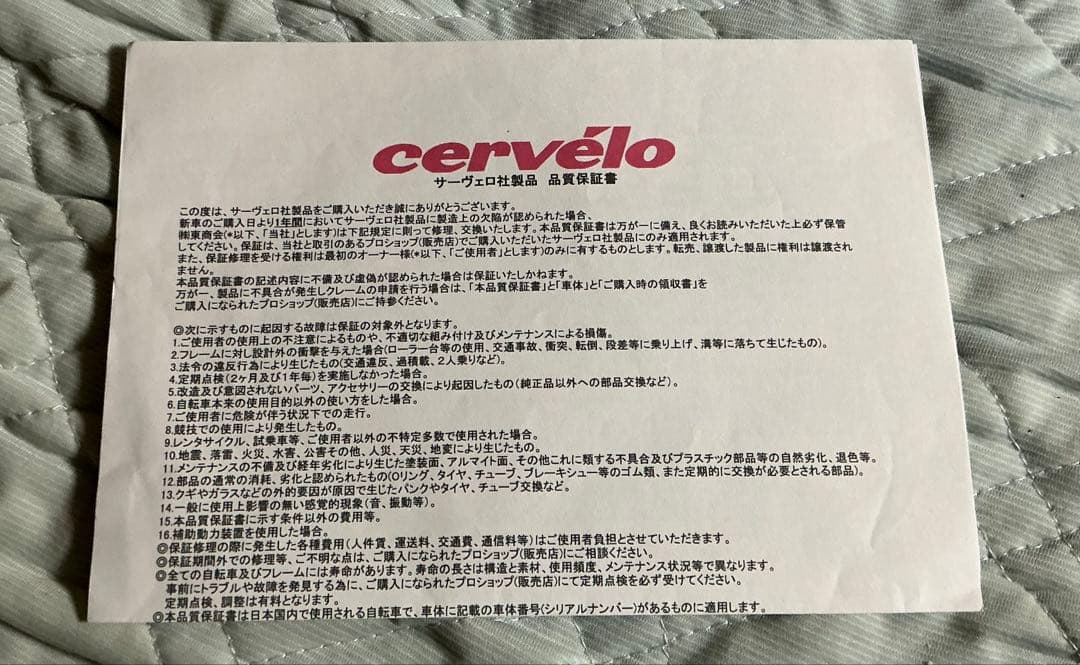 cervélo
サーヴェロ社製品 品質保証書
この度は、サーヴェロ社製品をご購入いただき誠にありがとうございます。
新車のご購入日より1年間においてサーヴェロ社製品に製造上の欠陥が認められた場合、
㈱東商会(*以下、「当社」とします)は下記規定に則って修理、交換いたします。本品質保証書は万が一に備え、良くお読みいただいた上必ず保管
してください。保証は、当社と取引のあるプロショップ(販売店)でご購入いただいたサーヴェロ社製品にのみ適用されます。
また、保証修理を受ける権利は最初のオーナー様(*以下、「ご使用者」とします)のみに有するものとします。転売、譲渡した製品に権利は譲渡され
ません。
本品質保証書の記述内容に不備及び虚偽が認められた場合は保証いたしかねます。
万が一、製品に不具合が発生しクレームの申請を行う場合は、「本品質保証書」と「車体」と「ご購入時の領収書」を
ご購入になられたプロショップ(販売店)にご持参ください。
◎次に示すものに起因する故障は保証の対象外となります。
1.ご使用者の使用上の不注意によるものや、不適切な組み付け及びメンテナンスによる損傷。
2.フレームに対し設計外の衝撃を与えた場合(ローラー台等の使用、交通事故、衝突、転倒、段差等に乗り上げ、溝等に落ちて生じたもの)。
3.法令の違反行為により生じたもの(交通違反、過積載、2人乗りなど)。
4.定期点検(2ヶ月及び1年毎)を実施しなかった場合。
5.改造及び意図されないパーツ、アクセサリーの交換により起因したもの(純正品以外への部品交換など)。
6.自転車本来の使用目的以外の使い方をした場合。
7.ご使用者に危険が伴う状況下での走行。
8.競技での使用により発生したもの。
9.レンタサイクル、試乗車等、ご使用者以外の不特定多数で使用された場合。
10.地震、落雷、火災、水害、公害その他、人災、天災、地変により生じたもの。
11.メンテナンスの不備及び経年劣化により生じた塗装面、アルマイト面、その他これに類する不具合及びプラスチック部品等の自然劣化、退色等。
12.部品の通常の消耗、劣化と認められたもの(Oリング、タイヤ、チューブ、ブレーキシュー等のゴム類、また定期的に交換が必要とされる部品)。
13.クギやガラスなどの外的要因が原因で生じたパンクやタイヤ、チューブ交換など。
14.一般に使用上影響の無い感覚的現象(音、振動等)。
15.本品質保証書に示す条件以外の費用等。
16.補助動力装置を使用した場合。
◎保証修理の際に発生した各種費用(人件費、運送料、交通費、通信料等)はご使用者負担とさせていただきます。
◎保証期間外での修理等、ご不明な点は、ご購入になられたプロショップ(販売店)にご相談ください。
◎全ての自転車及びフレームには寿命があります。寿命の長さは構造と素材、使用頻度、メンテナンス状況等で異なります。
事前にトラブルや故障を発見する為に、ご購入になられたプロショップ(販売店)にて定期点検を必ず受けてください。
定期点検、調整は有料となります。
◎本品質保証書は日本国内で使用される自転車で、車体に記載の車体番号(シリアルナンバー)があるものに適用します。